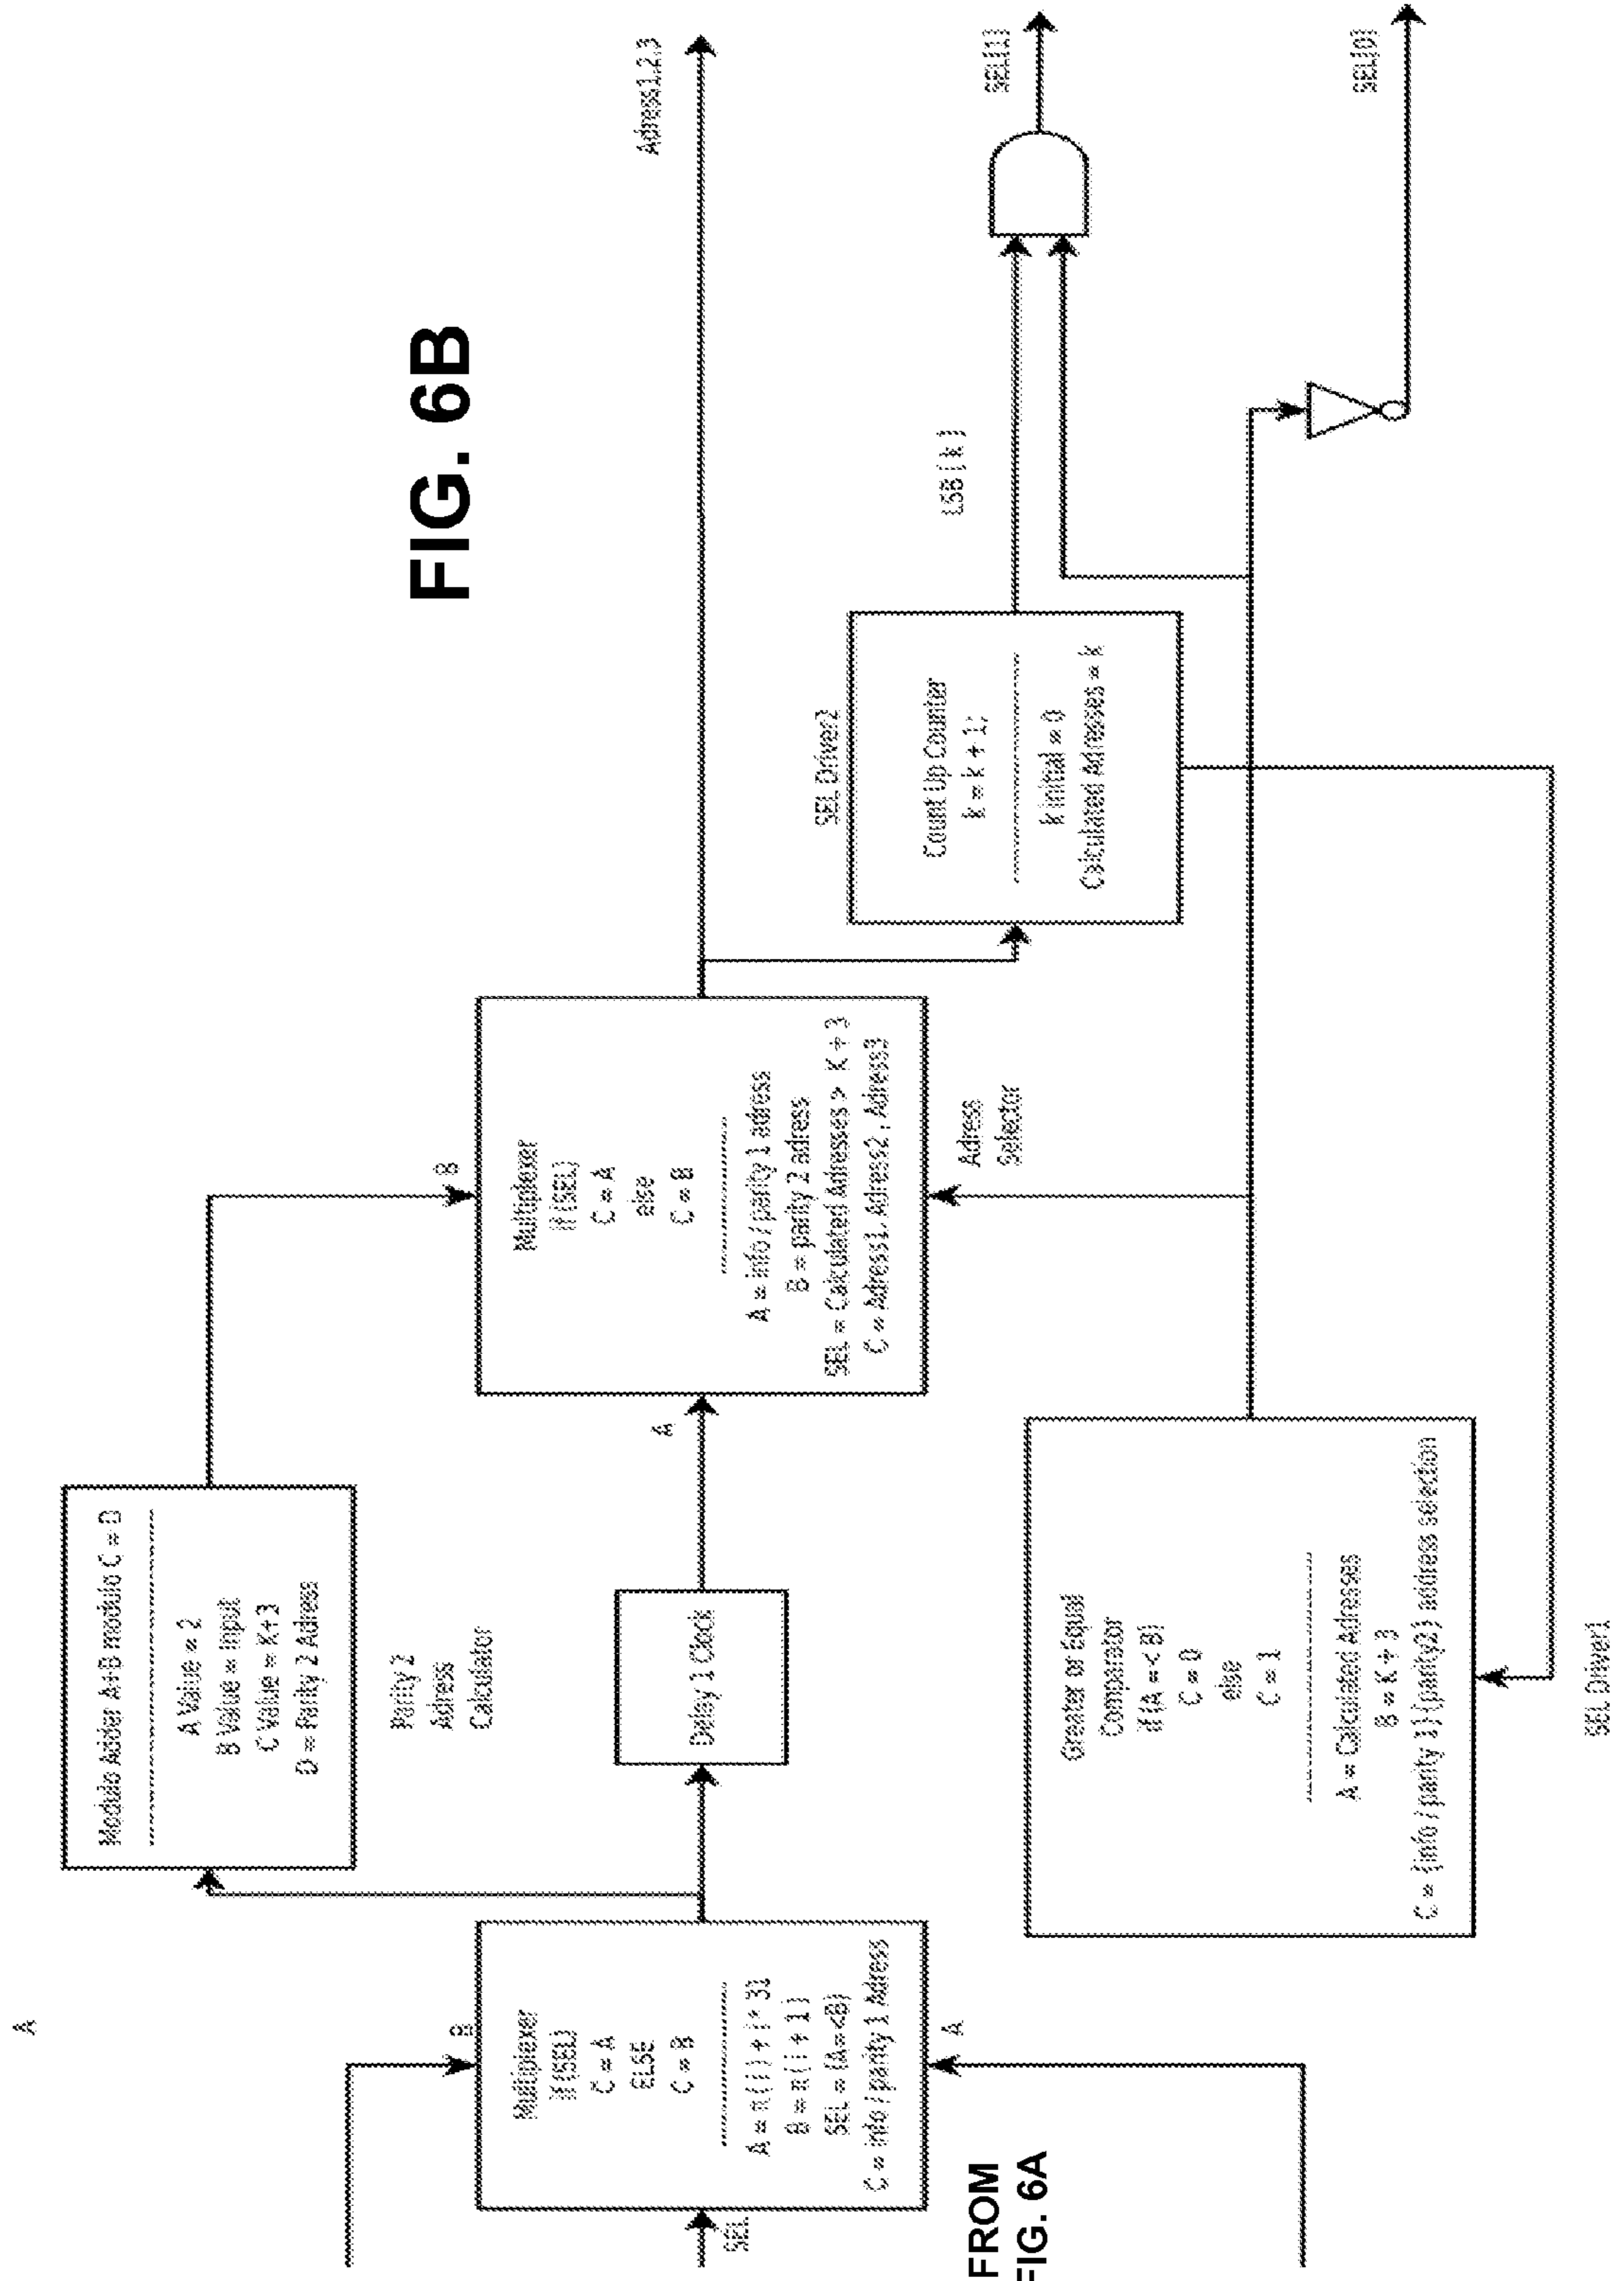 FIG. 6B
A
B
Multiplexer
if (SEL)
C = A
ELSE
C = B
A = π( i ) + i * 31
B = π( i + 1 )
SEL = (A=<B)
C = info / parity 1 Adress
SEL
A
FROM
FIG. 6A
Modulo Adder A+B modulo C = D
A Value = 2
B Value = Input
C Value = K+3
D = Parity 2 Adress
Parity 2
Adress
Calculator
Delay 1 Clock
A
B
Multiplexer
if (SEL)
C = A
else
C = B
A = info / parity 1 adress
B = parity 2 adress
SEL = Calculated Adresses > K + 3
C = Adress1, Adress2 , Adress3
Adress
Selector
Greater or Equal
Comparator
if (A =< B)
C = 0
else
C = 1
A = Calculated Adresses
B = K + 3
C = {info / parity 1}{parity2} address selection
SEL Driver1
SEL Driver2
Count Up Counter
k = k + 1;
k initial = 0
Calculated Adresses = k
LSB { k }
Adress1,2,3
SEL[1]
SEL[0]